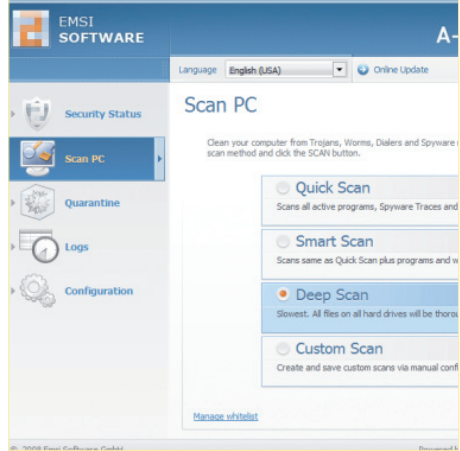 EMSI
SOFTWARE
A-
Language English (USA) Online Update
Security Status
Scan PC
Quarantine
Logs
Configuration
Scan PC
Clean your computer from Trojans, Worms, Dialers and Spyware
scan method and click the SCAN button.
Quick Scan
Scans all active programs, Spyware Traces and
Smart Scan
Scans same as Quick Scan plus programs and w
Deep Scan
Slowest. All files on all hard drives will be thorou
Custom Scan
Create and save custom scans via manual conf
Manage whitelist
© 2008 Emsi Software GmbH Powered b